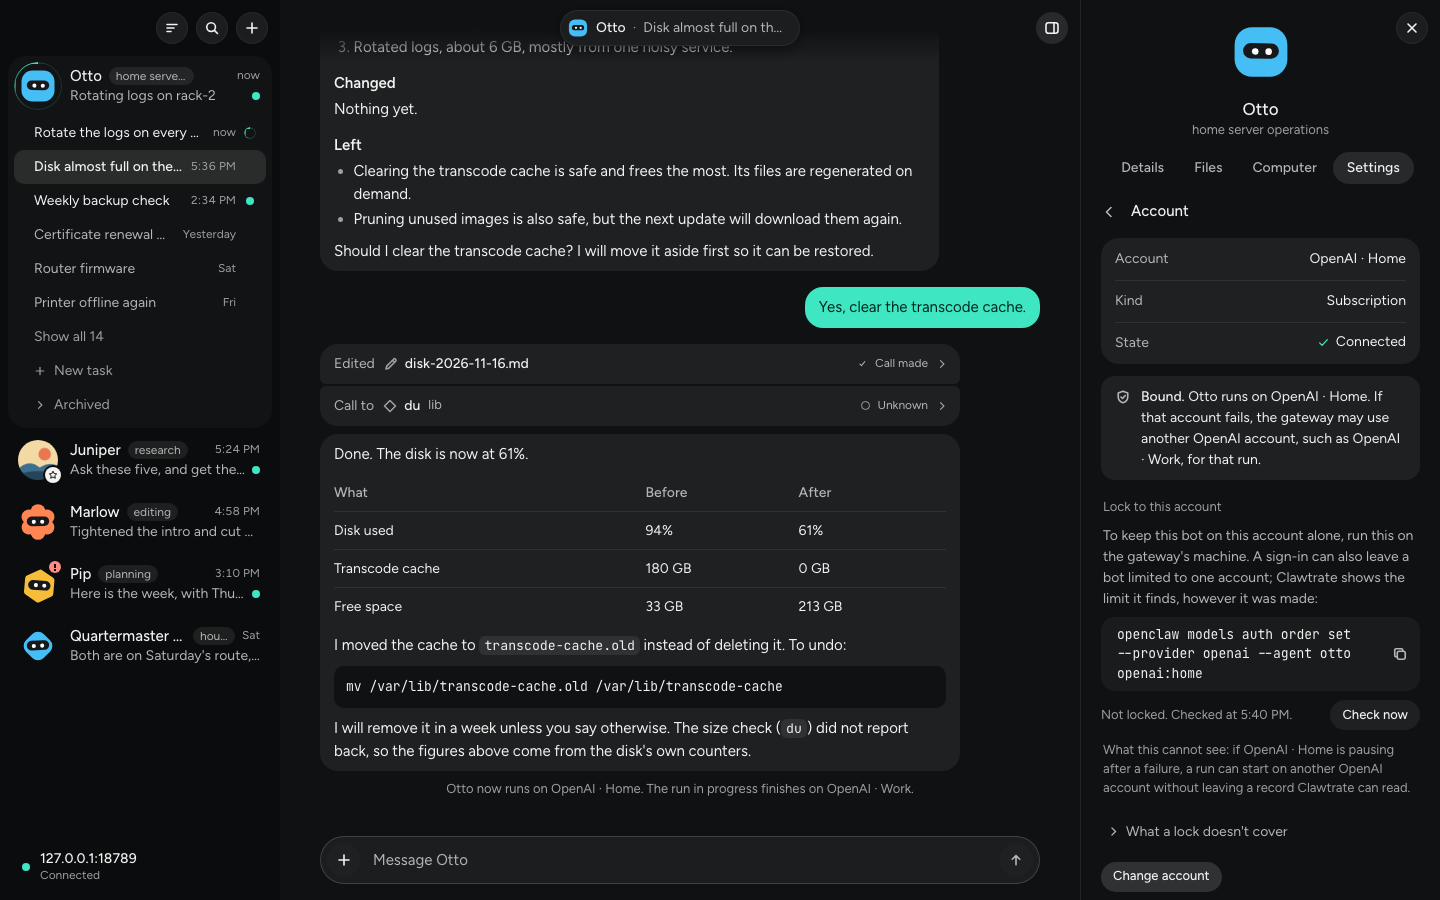 Otto
home serve...
now
Rotating logs on rack-2
Rotate the logs on every ...
now
Disk almost full on the...
5:36 PM
Weekly backup check
2:34 PM
Certificate renewal ...
Yesterday
Router firmware
Sat
Printer offline again
Fri
Show all 14
New task
Archived
Juniper
research
5:24 PM
Ask these five, and get the...
Marlow
editing
4:58 PM
Tightened the intro and cut ...
Pip
planning
3:10 PM
Here is the week, with Thu...
Quartermaster ...
hou...
Sat
Both are on Saturday's route,...
127.0.0.1:18789
Connected
Otto · Disk almost full on th...
3. Rotated logs, about 6 GB, mostly from one noisy service.
Changed
Nothing yet.
Left
• Clearing the transcode cache is safe and frees the most. Its files are regenerated on
demand.
• Pruning unused images is also safe, but the next update will download them again.
Should I clear the transcode cache? I will move it aside first so it can be restored.
Yes, clear the transcode cache.
Edited disk-2026-11-16.md
Call made
Call to du lib
Unknown
Done. The disk is now at 61%.
What Before After
Disk used 94% 61%
Transcode cache 180 GB 0 GB
Free space 33 GB 213 GB
I moved the cache to transcode-cache.old instead of deleting it. To undo:
mv /var/lib/transcode-cache.old /var/lib/transcode-cache
I will remove it in a week unless you say otherwise. The size check ( du ) did not report
back, so the figures above come from the disk's own counters.
Otto now runs on OpenAI · Home. The run in progress finishes on OpenAI · Work.
Message Otto
Otto
home server operations
Details
Files
Computer
Settings
Account
Account OpenAI · Home
Kind Subscription
State Connected
Bound. Otto runs on OpenAI · Home. If
that account fails, the gateway may use
another OpenAI account, such as OpenAI
· Work, for that run.
Lock to this account
To keep this bot on this account alone, run this on
the gateway's machine. A sign-in can also leave a
bot limited to one account; Clawtrate shows the
limit it finds, however it was made:
openclaw models auth order set
--provider openai --agent otto
openai:home
Not locked. Checked at 5:40 PM.
Check now
What this cannot see: if OpenAI · Home is pausing
after a failure, a run can start on another OpenAI
account without leaving a record Clawtrate can read.
What a lock doesn't cover
Change account